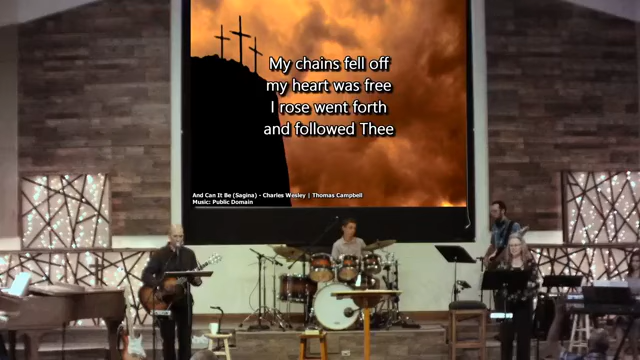 My chains fell off
my heart was free
I rose went forth
and followed Thee
And Can It Be (Sagina) - Charles Wesley | Thomas Campbell
Music: Public Domain